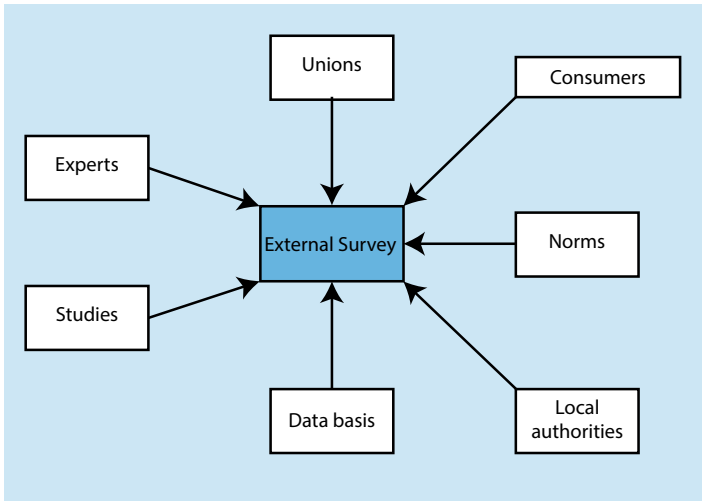 Unions
Consumers
Experts
External Survey
Norms
Studies
Data basis
Local
authorities